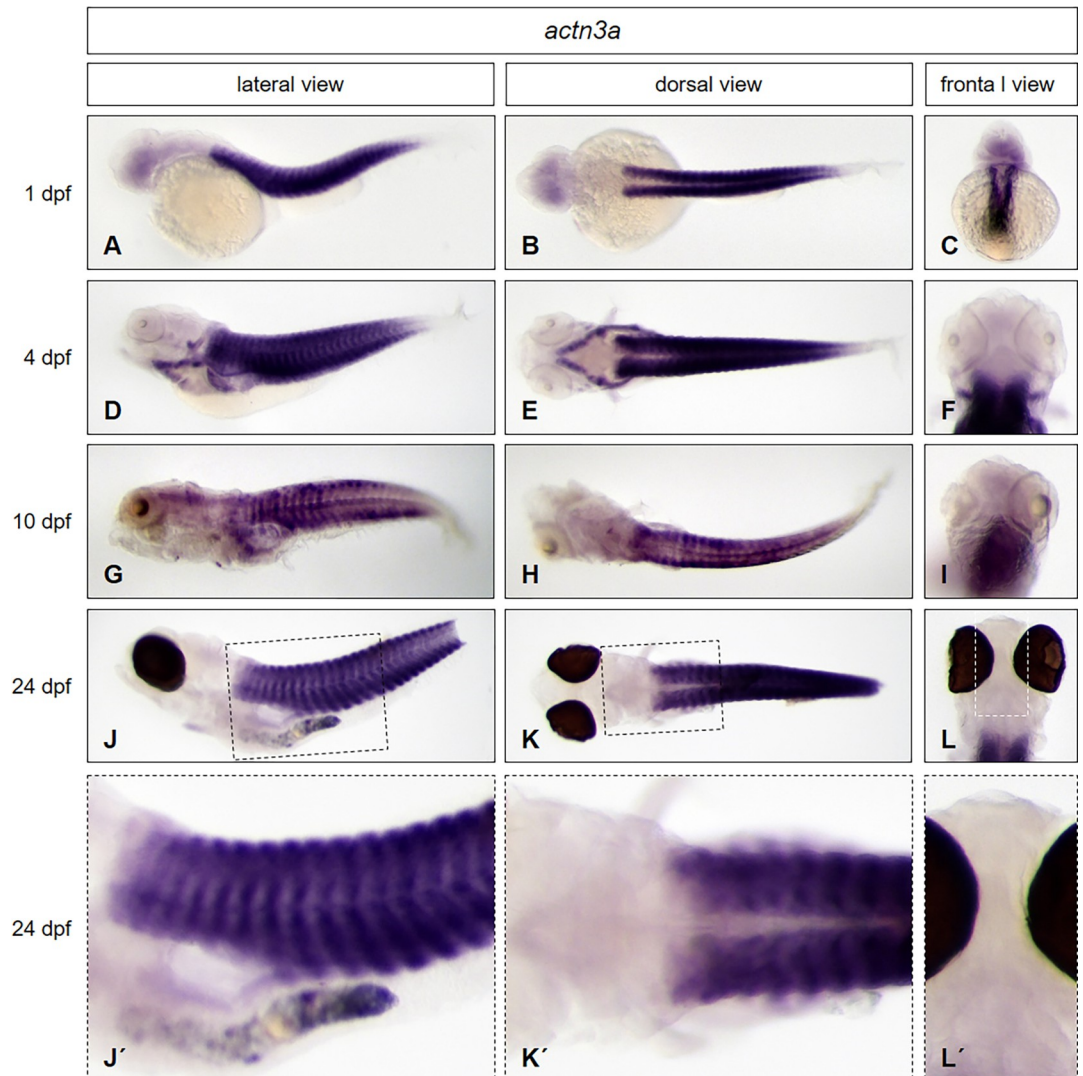 actn3a
lateral view
dorsal view
fronta l view
1 dpf
A
B
C
4 dpf
D
E
F
10 dpf
G
H
I
24 dpf
J
K
L
24 dpf
J´
K´
L´